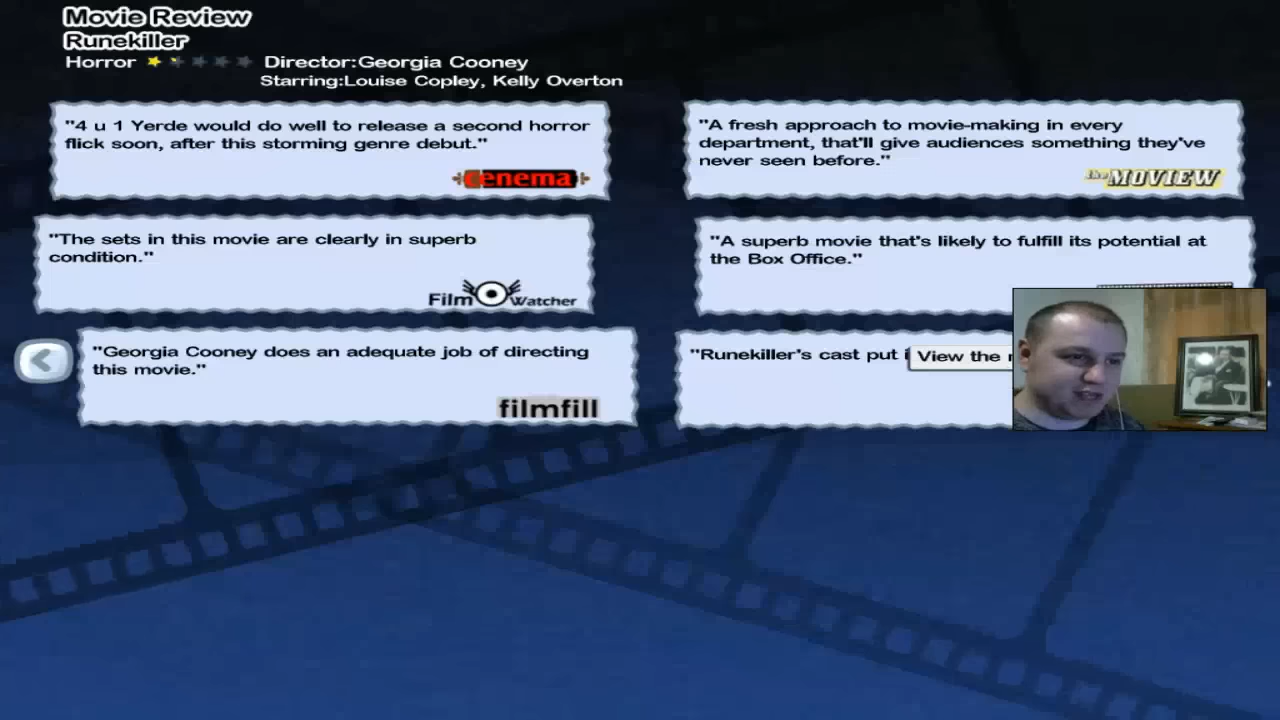 Movie Review
Runekiller
Horror
Director:Georgia Cooney
Starring:Louise Copley, Kelly Overton
"4 u 1 Yerde would do well to release a second horror
flick soon, after this storming genre debut."
cenema
"A fresh approach to movie-making in every
department, that'll give audiences something they've
never seen before."
the MOVIEW
"The sets in this movie are clearly in superb
condition."
Film Watcher
"A superb movie that's likely to fulfill its potential at
the Box Office."
"Georgia Cooney does an adequate job of directing
this movie."
filmfill
"Runekiller's cast put
View the